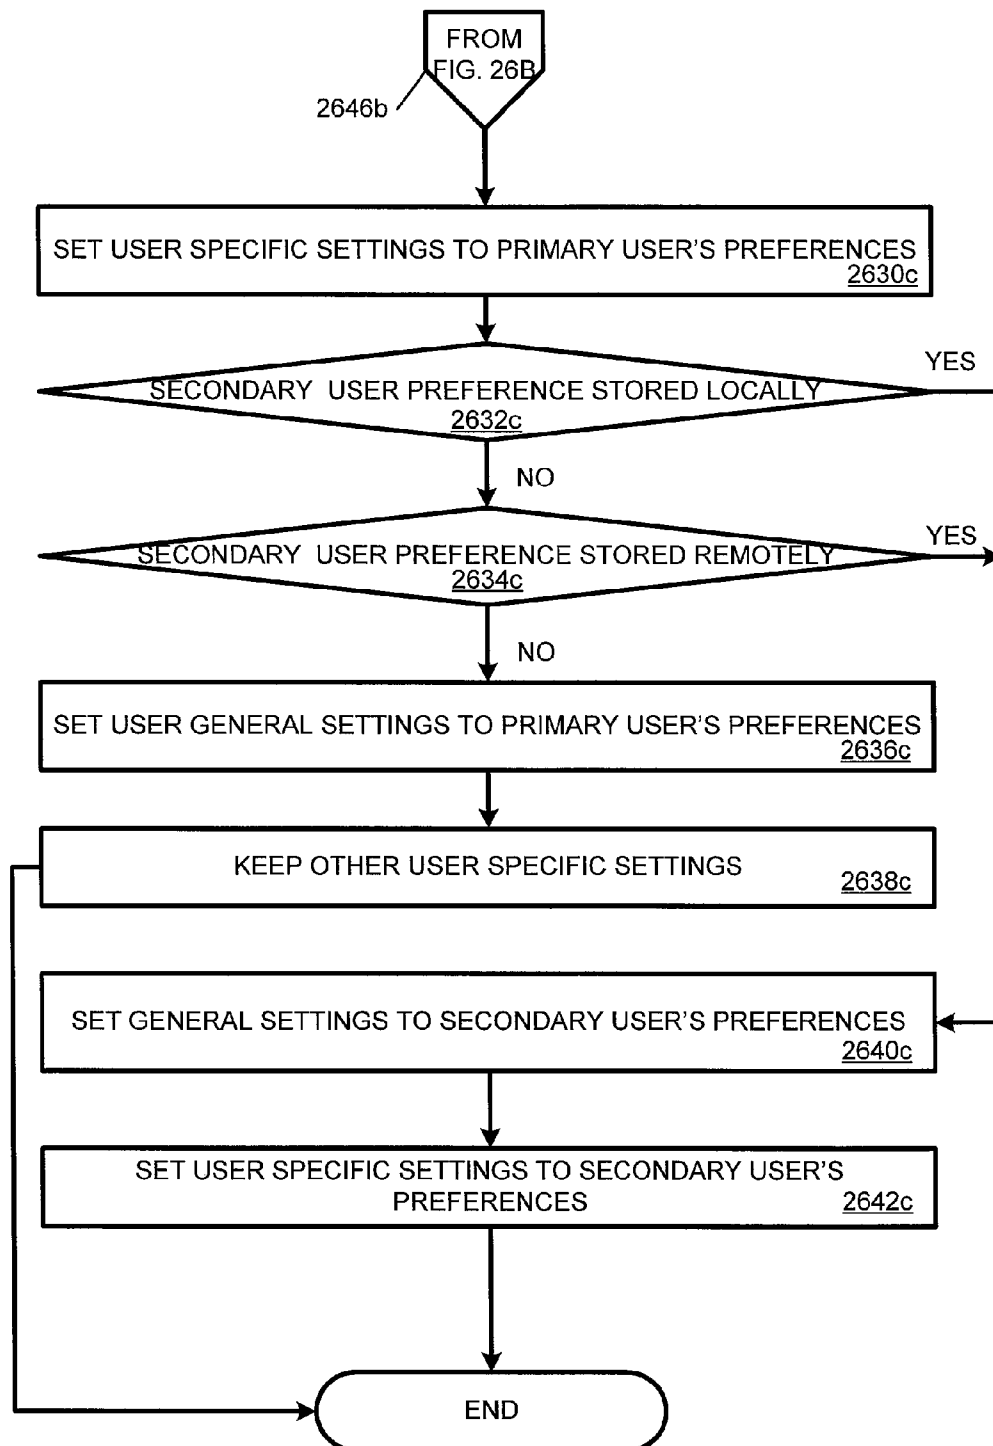 FROM
FIG. 26B
2646b
SET USER SPECIFIC SETTINGS TO PRIMARY USER'S PREFERENCES
2630c
YES
SECONDARY USER PREFERENCE STORED LOCALLY
2632c
NO
YES
SECONDARY USER PREFERENCE STORED REMOTELY
2634c
NO
SET USER GENERAL SETTINGS TO PRIMARY USER'S PREFERENCES
2636c
KEEP OTHER USER SPECIFIC SETTINGS
2638c
SET GENERAL SETTINGS TO SECONDARY USER'S PREFERENCES
2640c
SET USER SPECIFIC SETTINGS TO SECONDARY USER'S
PREFERENCES
2642c
END